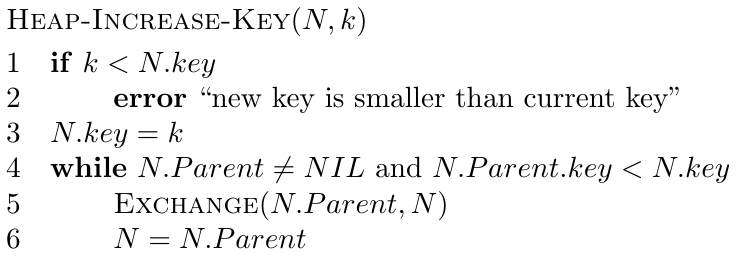 HEAP-INCREASE-KEY(N, k)
1 if k < N.key
2 error “new key is smaller than current key”
3 N.key = k
4 while N.Parent ≠ NIL and N.Parent.key < N.key
5 EXCHANGE(N.Parent, N)
6 N = N.Parent